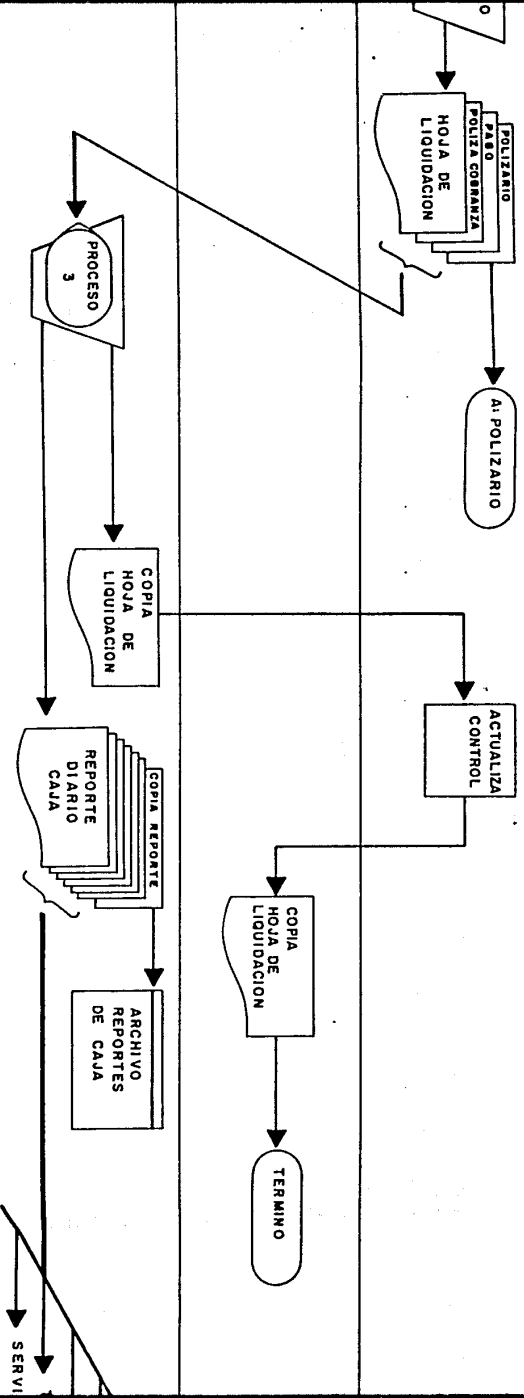 O
POLIZARIO
PASO
POLIZA COBRANZA
HOJA DE
LIQUIDACION
A: POLIZARIO
PROCESO
3
COPIA
HOJA DE
LIQUIDACION
ACTUALIZA
CONTROL
COPIA REPORTE
REPORTE
DIARIO
CAJA
COPIA
HOJA DE
LIQUIDACION
ARCHIVO
REPORTES
DE CAJA
TERMINO
SERVI